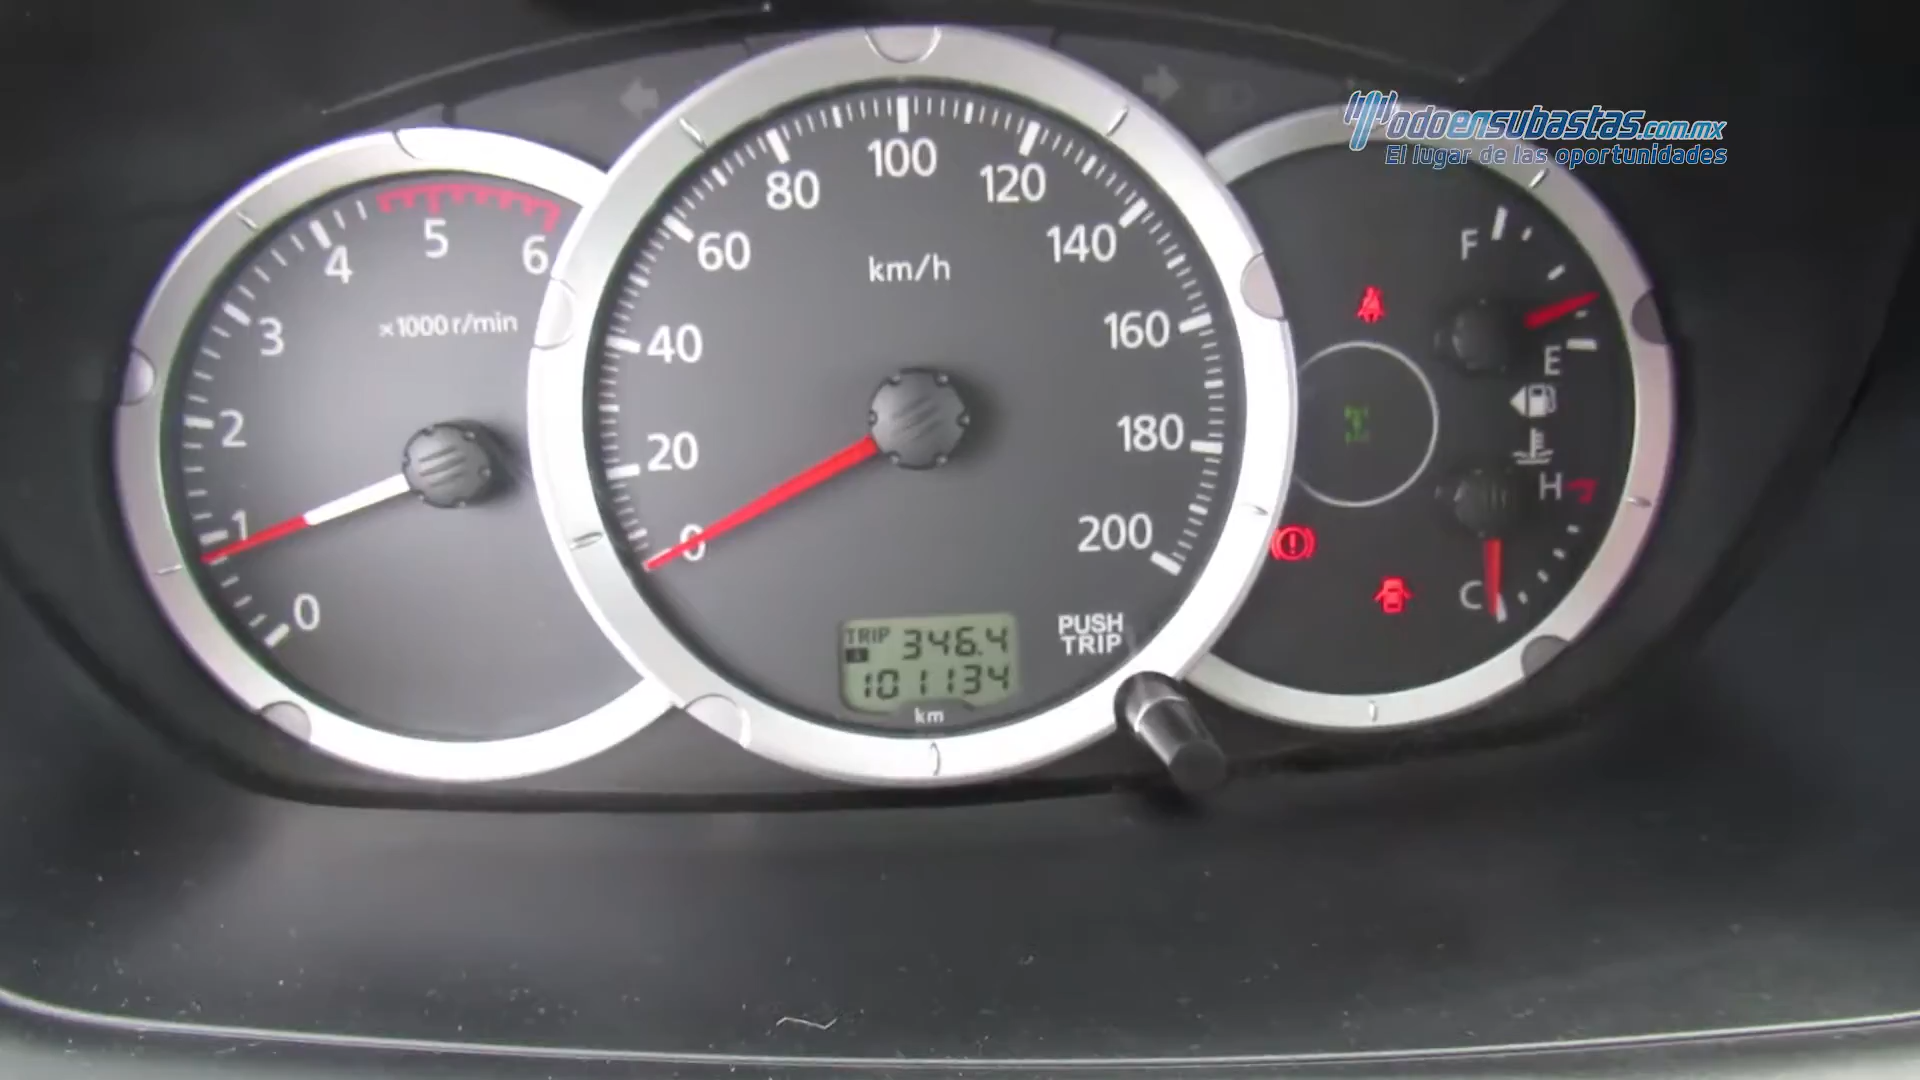 Todoensubastas.com.mx
El lugar de las oportunidades
0
1
2
3
4
5
6
×1000 r/min
0
20
40
60
80
100
120
140
160
180
200
km/h
TRIP 346.4
101134
km
PUSH
TRIP
F
E
H
C